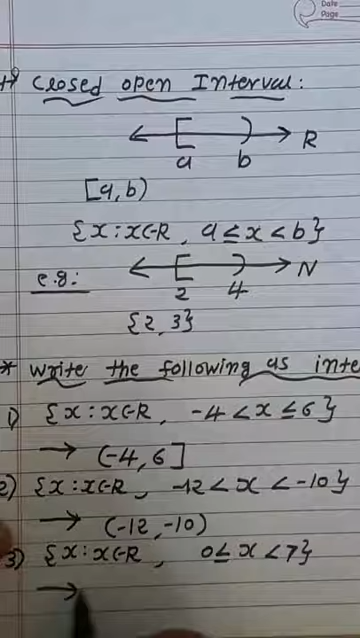 Date
Page
Closed open Interval:
R
a b
[a, b)
{x : x ∈ R , a ≤ x < b}
e.g:
N
2 4
{2, 3}
* Write the following as inte
1) {x : x ∈ R , -4 < x ≤ 6}
→ (-4, 6]
2) {x : x ∈ R , -12 < x < -10}
→ (-12, -10)
3) {x : x ∈ R , 0 ≤ x < 7}
→